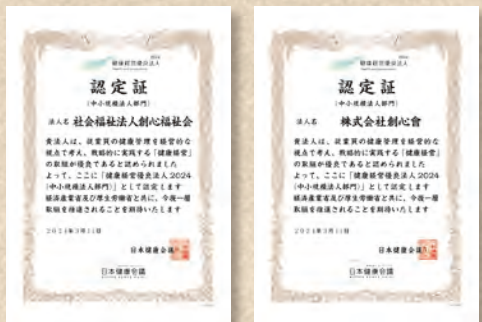 健康経営優良法人
認定証
(中小規模法人部門)
法人名 社会福祉法人創心福祉会
貴法人は、従業員の健康管理を経営的な
視点で考え、戦略的に実践する「健康経営」
の取組が優良であると認められました
よって、ここに「健康経営優良法人2024
(中小規模法人部門)」として認定します
経済産業省及び厚生労働省と共に、今後一層
取組を推進されることを期待いたします
2024年3月11日
日本健康会議
日本健康会議
健康経営優良法人
認定証
(中小規模法人部門)
法人名 株式会社創心會
貴法人は、従業員の健康管理を経営的な
視点で考え、戦略的に実践する「健康経営」
の取組が優良であると認められました
よって、ここに「健康経営優良法人2024
(中小規模法人部門)」として認定します
経済産業省及び厚生労働省と共に、今後一層
取組を推進されることを期待いたします
2024年3月11日
日本健康会議
日本健康会議